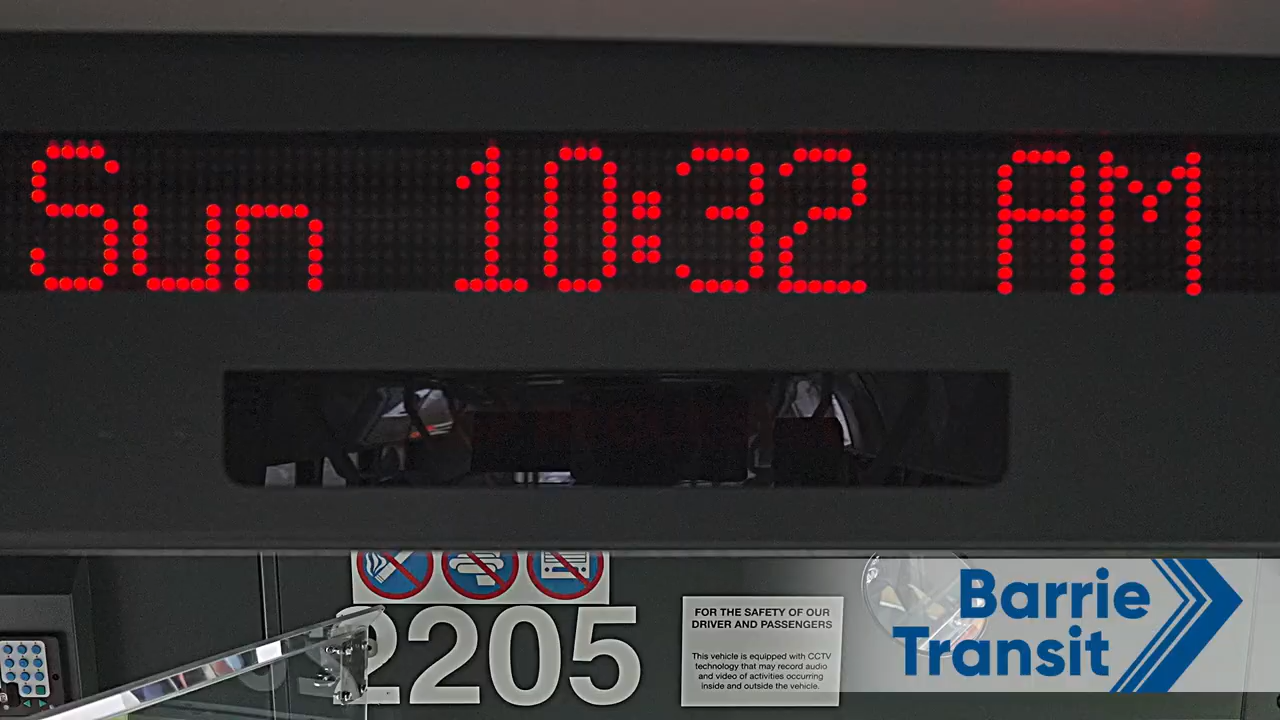 Sun 10:32 AM
2205
FOR THE SAFETY OF OUR
DRIVER AND PASSENGERS
This vehicle is equipped with CCTV
technology that may record audio
and video of activities occurring
inside and outside the vehicle.
Barrie
Transit